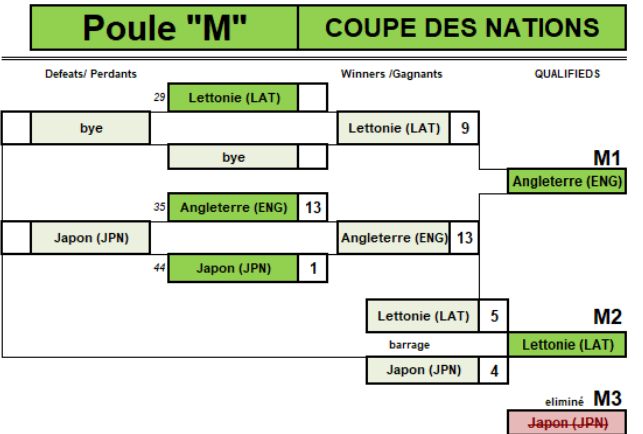 Poule "M" COUPE DES NATIONS
Defeats/ Perdants Winners /Gagnants QUALIFIEDS
29 Lettonie (LAT)
bye Lettonie (LAT) 9
bye M1
Angleterre (ENG)
35 Angleterre (ENG) 13
Japon (JPN) Angleterre (ENG) 13
44 Japon (JPN) 1
Lettonie (LAT) 5 M2
barrage Lettonie (LAT)
Japon (JPN) 4
eliminé M3
Japon (JPN)